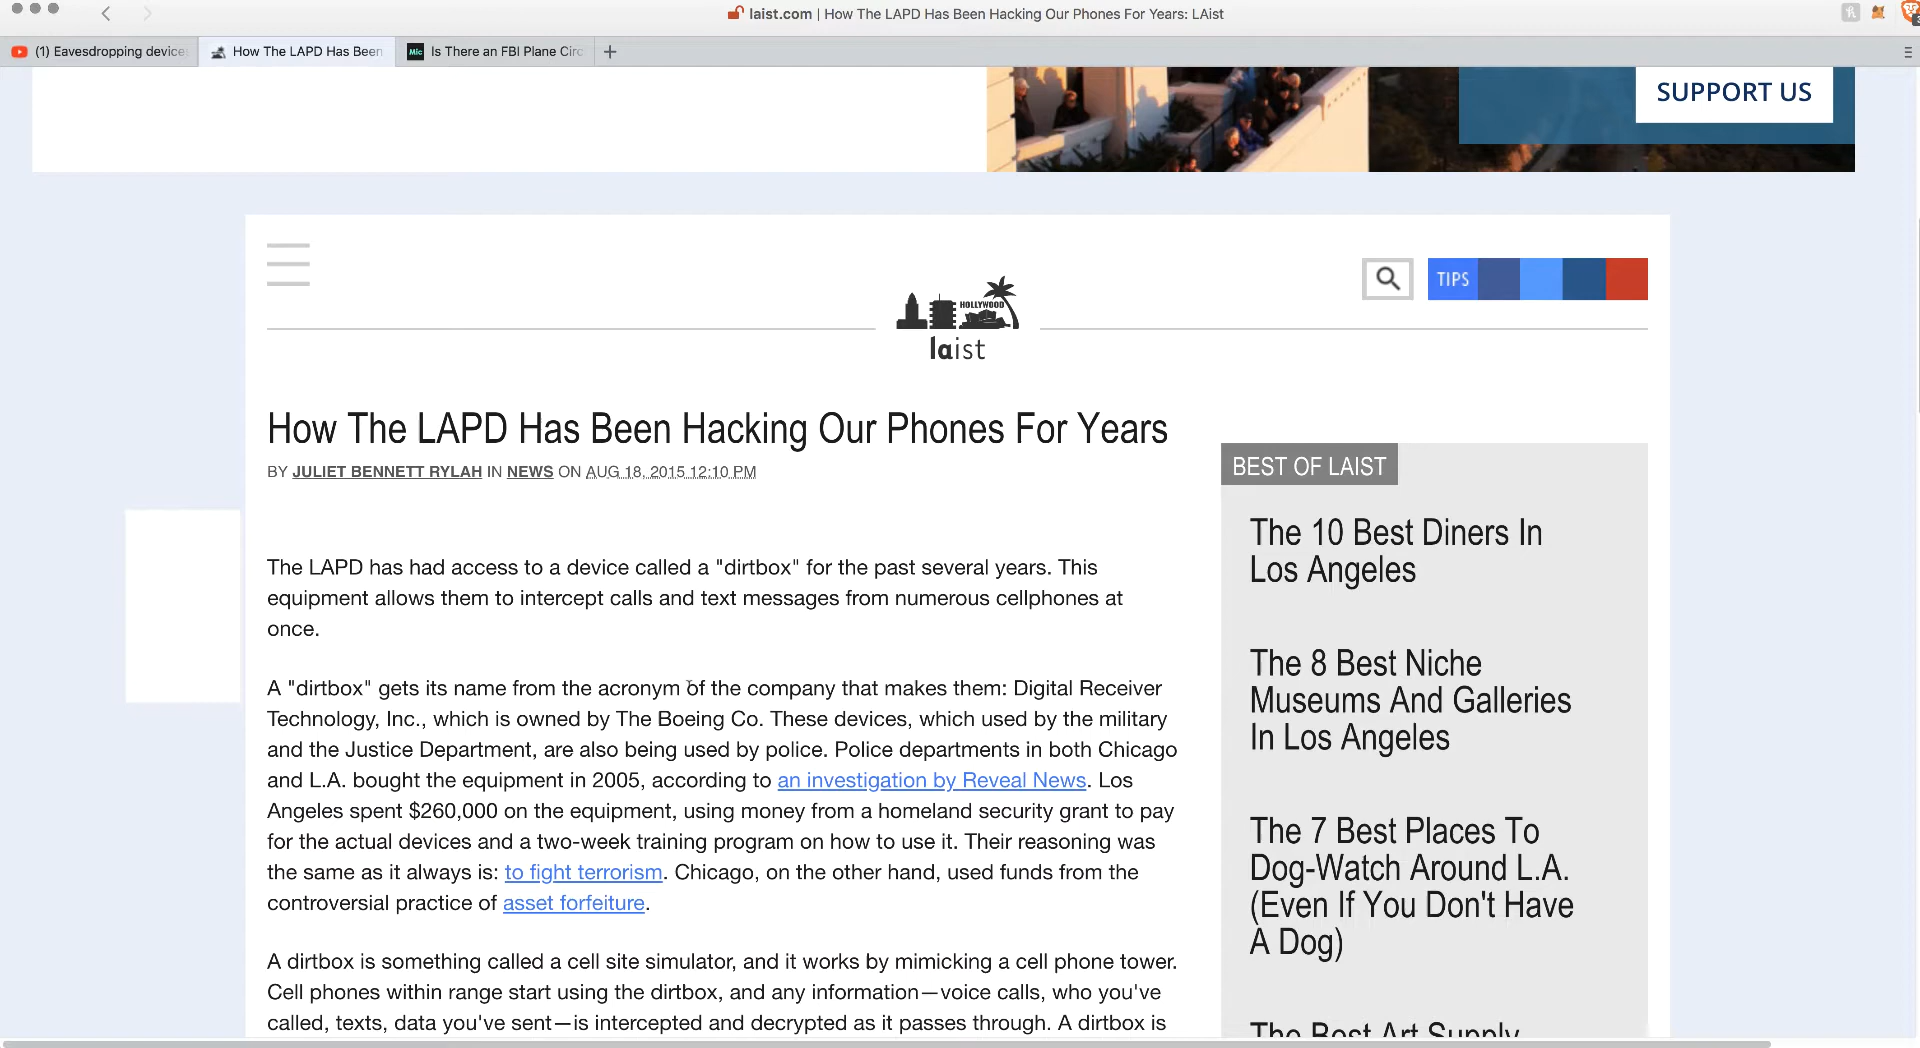 laist.com | How The LAPD Has Been Hacking Our Phones For Years: LAist
(1) Eavesdropping device
How The LAPD Has Been
Mic
Is There an FBI Plane Circ
SUPPORT US
TIPS
HOLLYWOOD
laist
How The LAPD Has Been Hacking Our Phones For Years
BY JULIET BENNETT RYLAH IN NEWS ON AUG 18, 2015 12:10 PM
The LAPD has had access to a device called a "dirtbox" for the past several years. This
equipment allows them to intercept calls and text messages from numerous cellphones at
once.
A "dirtbox" gets its name from the acronym of the company that makes them: Digital Receiver
Technology, Inc., which is owned by The Boeing Co. These devices, which used by the military
and the Justice Department, are also being used by police. Police departments in both Chicago
and L.A. bought the equipment in 2005, according to an investigation by Reveal News. Los
Angeles spent $260,000 on the equipment, using money from a homeland security grant to pay
for the actual devices and a two-week training program on how to use it. Their reasoning was
the same as it always is: to fight terrorism. Chicago, on the other hand, used funds from the
controversial practice of asset forfeiture.
A dirtbox is something called a cell site simulator, and it works by mimicking a cell phone tower.
Cell phones within range start using the dirtbox, and any information—voice calls, who you've
called, texts, data you've sent—is intercepted and decrypted as it passes through. A dirtbox is
BEST OF LAIST
The 10 Best Diners In
Los Angeles
The 8 Best Niche
Museums And Galleries
In Los Angeles
The 7 Best Places To
Dog-Watch Around L.A.
(Even If You Don't Have
A Dog)
The Best Art Supply